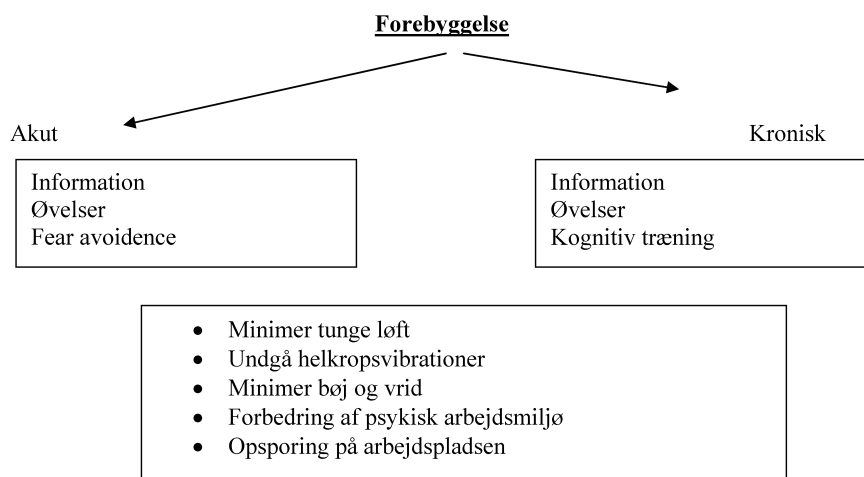 Forebyggelse
Akut
Kronisk
Information
Øvelser
Fear avoidence
Information
Øvelser
Kognitiv træning
• Minimer tunge løft
• Undgå helkropsvibrationer
• Minimer bøj og vrid
• Forbedring af psykisk arbejdsmiljø
• Opsporing på arbejdspladsen